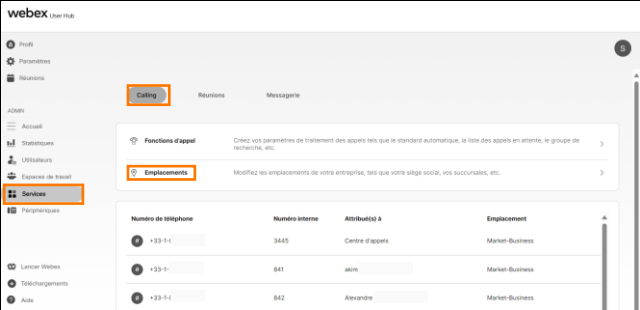 webex User Hub
S
Profil
Paramètres
Réunions
Calling
Réunions
Messagerie
ADMIN
Accueil
Statistiques
Utilisateurs
Espaces de travail
Services
Périphériques
Fonctions d'appel
Créez vos paramètres de traitement des appels tels que le standard automatique, la liste des appels en attente, le groupe de
recherche, etc.
Emplacements
Modifiez les emplacements de votre entreprise, tels que votre siège social, vos succursales, etc.
Numéro de téléphone Numéro interne Attribué(s) à Emplacement
# +33-1- 3445 Centre d'appels Market-Business
# +33-1- 841 akim Market-Business
# +33-1- 842 Alexandre Market-Business
Lancer Webex
Téléchargements
Aide